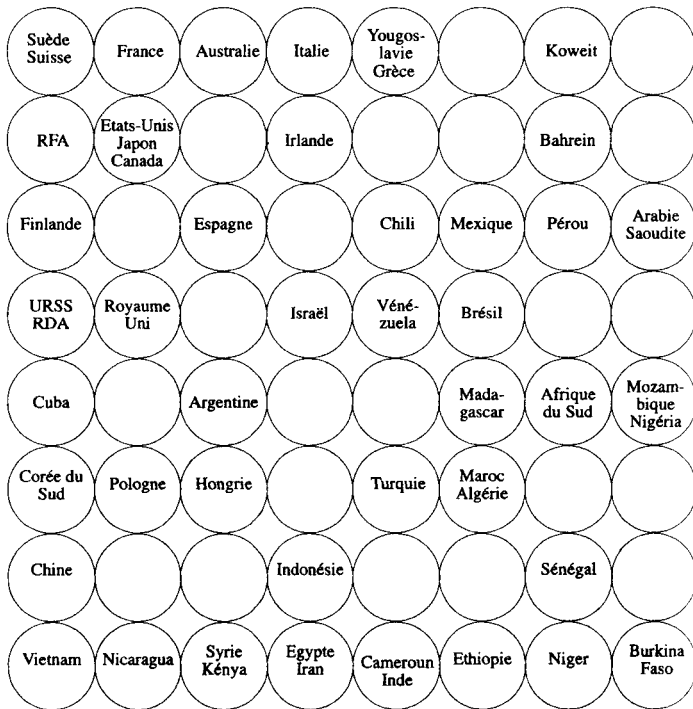 Suède
Suisse
France
Australie
Italie
Yougos-
lavie
Grèce
Koweit
RFA
Etats-Unis
Japon
Canada
Irlande
Bahrein
Finlande
Espagne
Chili
Mexique
Pérou
Arabie
Saoudite
URSS
RDA
Royaume
Uni
Israël
Véné-
zuela
Brésil
Cuba
Argentine
Mada-
gascar
Afrique
du Sud
Mozam-
bique
Nigéria
Corée du
Sud
Pologne
Hongrie
Turquie
Maroc
Algérie
Chine
Indonésie
Sénégal
Vietnam
Nicaragua
Syrie
Kénya
Egypte
Iran
Cameroun
Inde
Ethiopie
Niger
Burkina
Faso